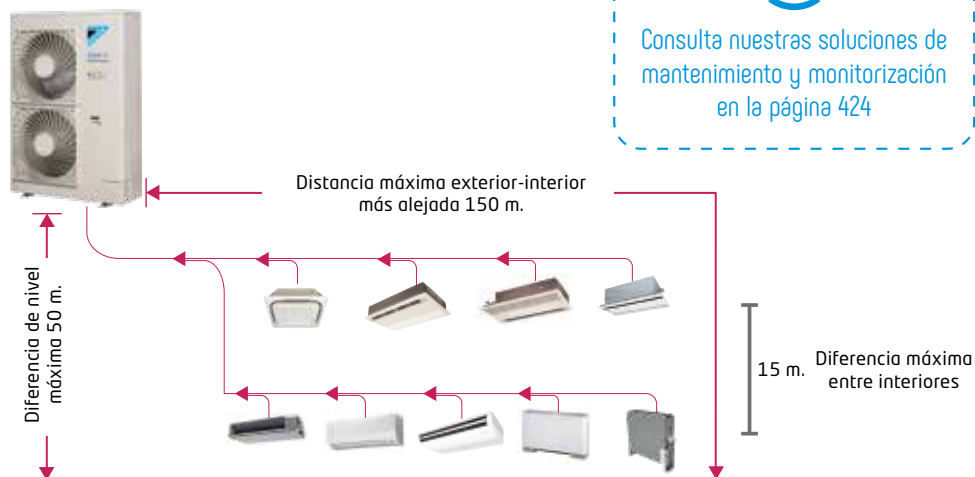 Consulta nuestras soluciones de
mantenimiento y monitorización
en la página 424
DAIKIN
Distancia máxima exterior-interior
más alejada 150 m.
Diferencia de nivel
máxima 50 m.
15 m.
Diferencia máxima
entre interiores